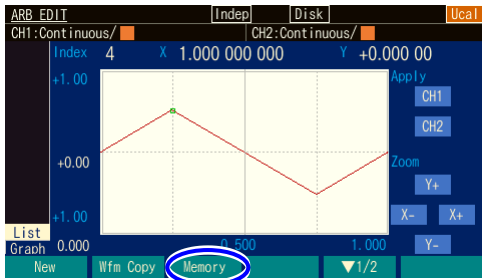 ARB EDIT Indep Disk Ucal
CH1:Continuous/ CH2:Continuous/
Index 4 X 1.000 000 000 Y +0.000 00
+1.00 Apply
CH1
CH2
+0.00 Zoom
Y+
+1.00 X- X+
List
Graph 0.000 0.500 1.000 Y-
New Wfm Copy Memory ▼1/2